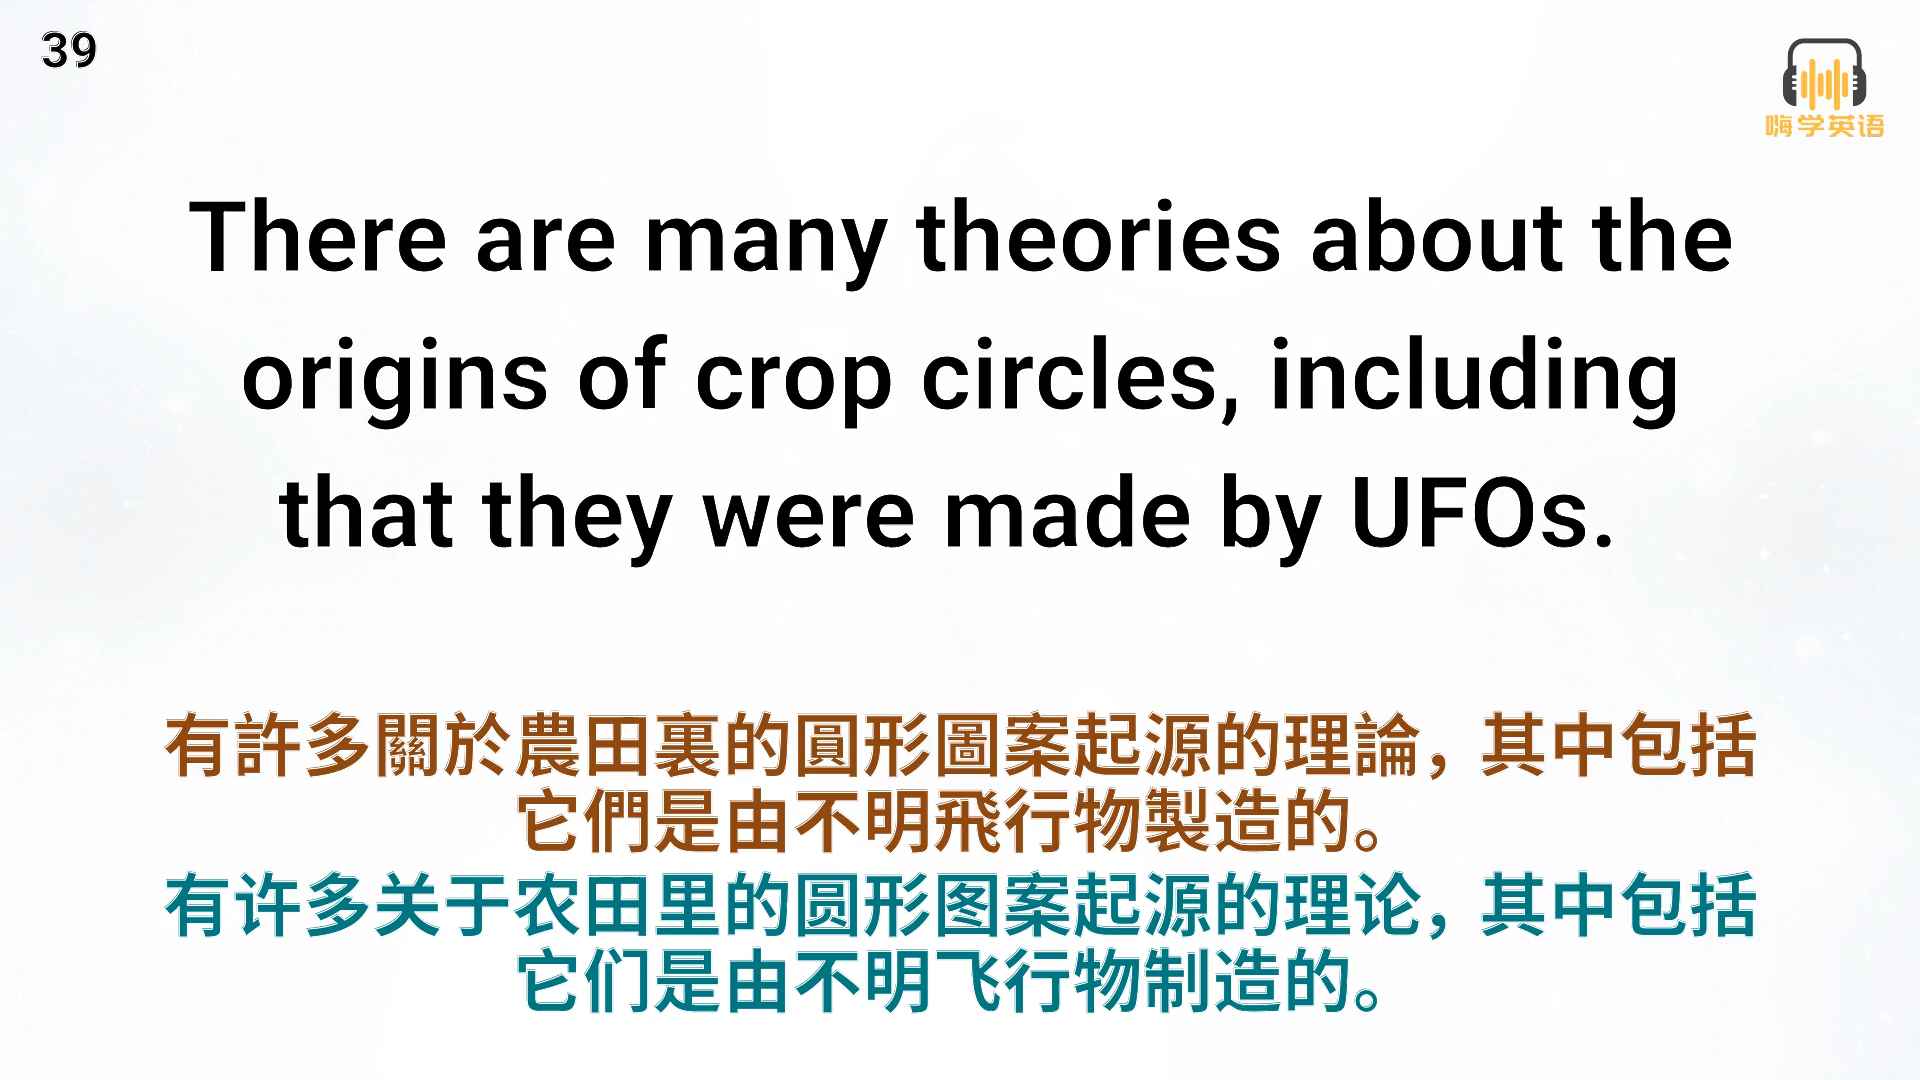 39
嗨学英语
There are many theories about the
origins of crop circles, including
that they were made by UFOs.
有許多關於農田裏的圓形圖案起源的理論，其中包括
它們是由不明飛行物製造的。
有许多关于农田里的圆形图案起源的理论，其中包括
它们是由不明飞行物制造的。